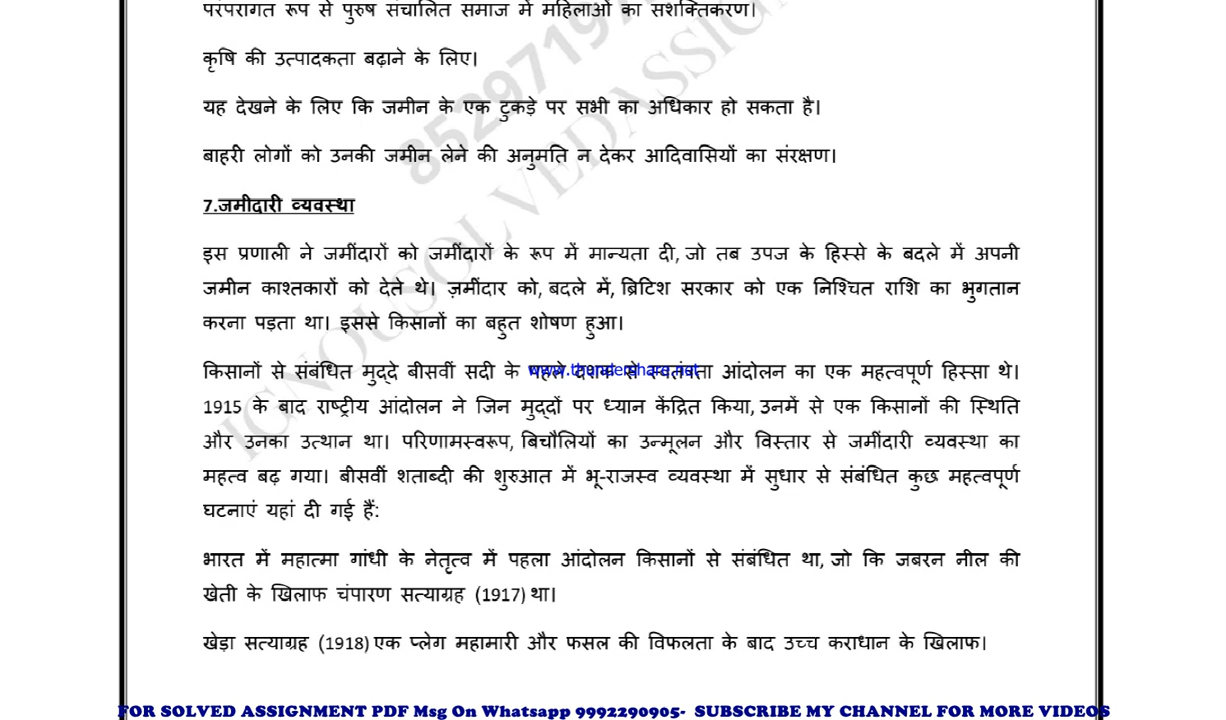 परंपरागत रूप से पुरुष संचालित समाज में महिलाओं का सशक्तिकरण।
कृषि की उत्पादकता बढ़ाने के लिए।
यह देखने के लिए कि जमीन के एक टुकड़े पर सभी का अधिकार हो सकता है।
बाहरी लोगों को उनकी जमीन लेने की अनुमति न देकर आदिवासियों का संरक्षण।
7.जमीदारी व्यवस्था
इस प्रणाली ने जमींदारों को जमींदारों के रूप में मान्यता दी, जो तब उपज के हिस्से के बदले में अपनी
जमीन काश्तकारों को देते थे। ज़मींदार को, बदले में, ब्रिटिश सरकार को एक निश्चित राशि का भुगतान
करना पड़ता था। इससे किसानों का बहुत शोषण हुआ।
किसानों से संबंधित मुद्दे बीसवीं सदी के पहले दशक से स्वतंत्रता आंदोलन का एक महत्वपूर्ण हिस्सा थे।
1915 के बाद राष्ट्रीय आंदोलन ने जिन मुद्दों पर ध्यान केंद्रित किया, उनमें से एक किसानों की स्थिति
और उनका उत्थान था। परिणामस्वरूप, बिचौलियों का उन्मूलन और विस्तार से जमींदारी व्यवस्था का
महत्व बढ़ गया। बीसवीं शताब्दी की शुरुआत में भू-राजस्व व्यवस्था में सुधार से संबंधित कुछ महत्वपूर्ण
घटनाएं यहां दी गई हैं:
भारत में महात्मा गांधी के नेतृत्व में पहला आंदोलन किसानों से संबंधित था, जो कि जबरन नील की
खेती के खिलाफ चंपारण सत्याग्रह (1917) था।
खेड़ा सत्याग्रह (1918) एक प्लेग महामारी और फसल की विफलता के बाद उच्च कराधान के खिलाफ।
FOR SOLVED ASSIGNMENT PDF Msg On Whatsapp 9992290905- SUBSCRIBE MY CHANNEL FOR MORE VIDEOS